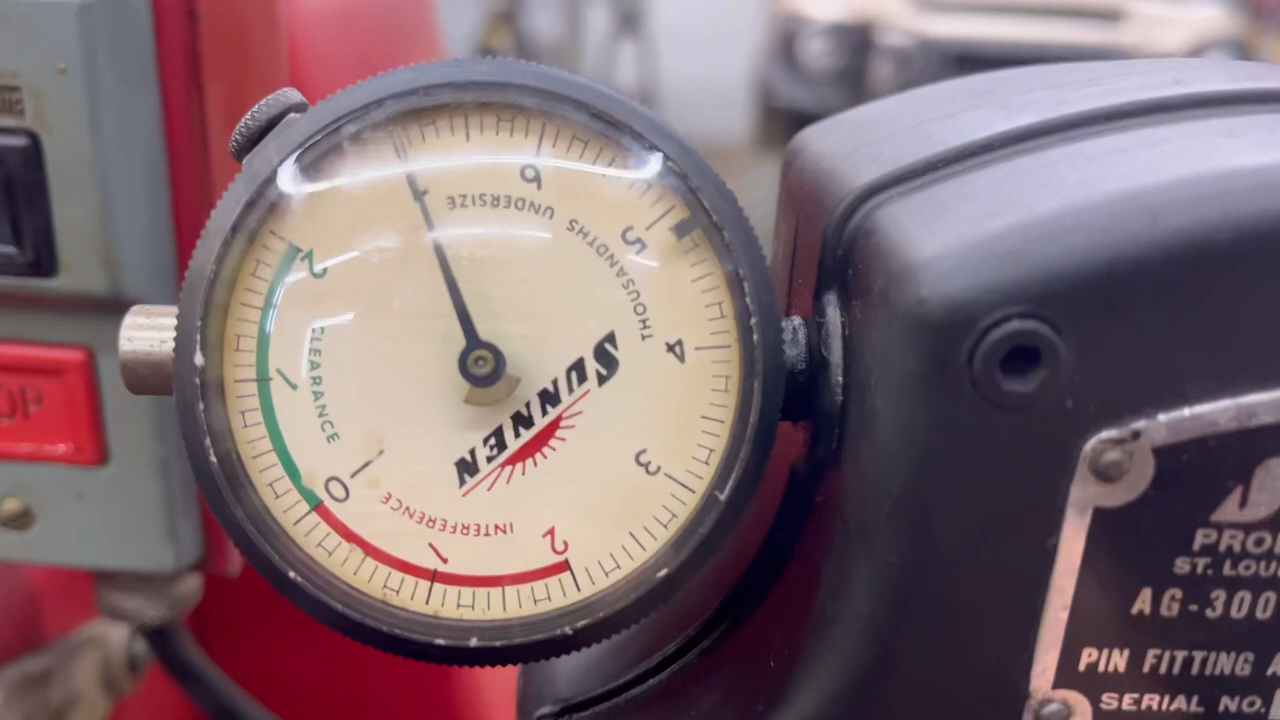 OP
6
UNDERSIZE
THOUSANDTHS
5
4
3
2
1
INTERFERENCE
0
CLEARANCE
1
2
SUNNEN
ST. LOU
AG-300
PIN FITTING
SERIAL NO.